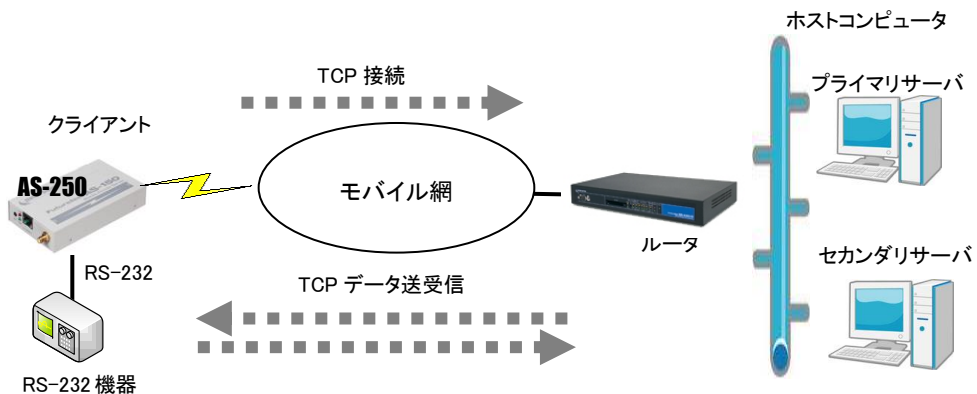 ホストコンピュータ
TCP 接続
プライマリサーバ
クライアント
AS-250
モバイル網
ルータ
セカンダリサーバ
RS-232
TCP データ送受信
RS-232 機器